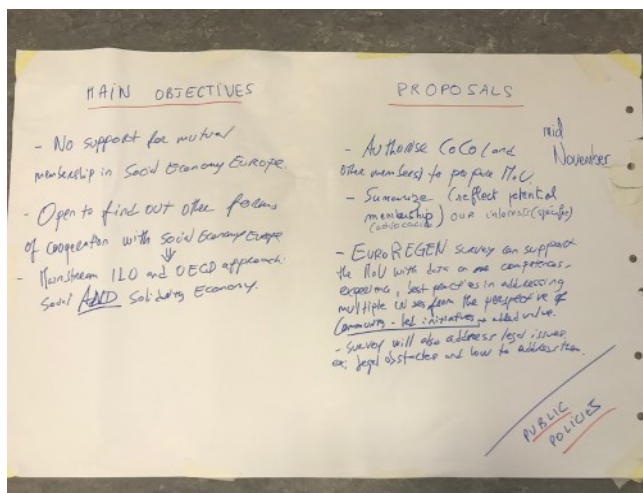 MAIN OBJECTIVES
- No support for mutual
membership in Social Economy Europe.
- Open to find out other forms
of cooperation with Social Economy Europe
⇓
- Mainstream ILO and OECD approach:
Social AND Solidarity Economy.
PROPOSALS
mid
November
- Authorise CoCo (and
other members) to prepare MoU
- Summarize (reflect potential
membership) our interests (specific)
- EuroREGEN survey can support
the MoU with data on competences,
experience, best practices in addressing
multiple crises from the perspective of
Community-led initiatives → added value.
- Survey will also address legal issues,
ex. legal obstacles and how to address them.
PUBLIC
POLICIES